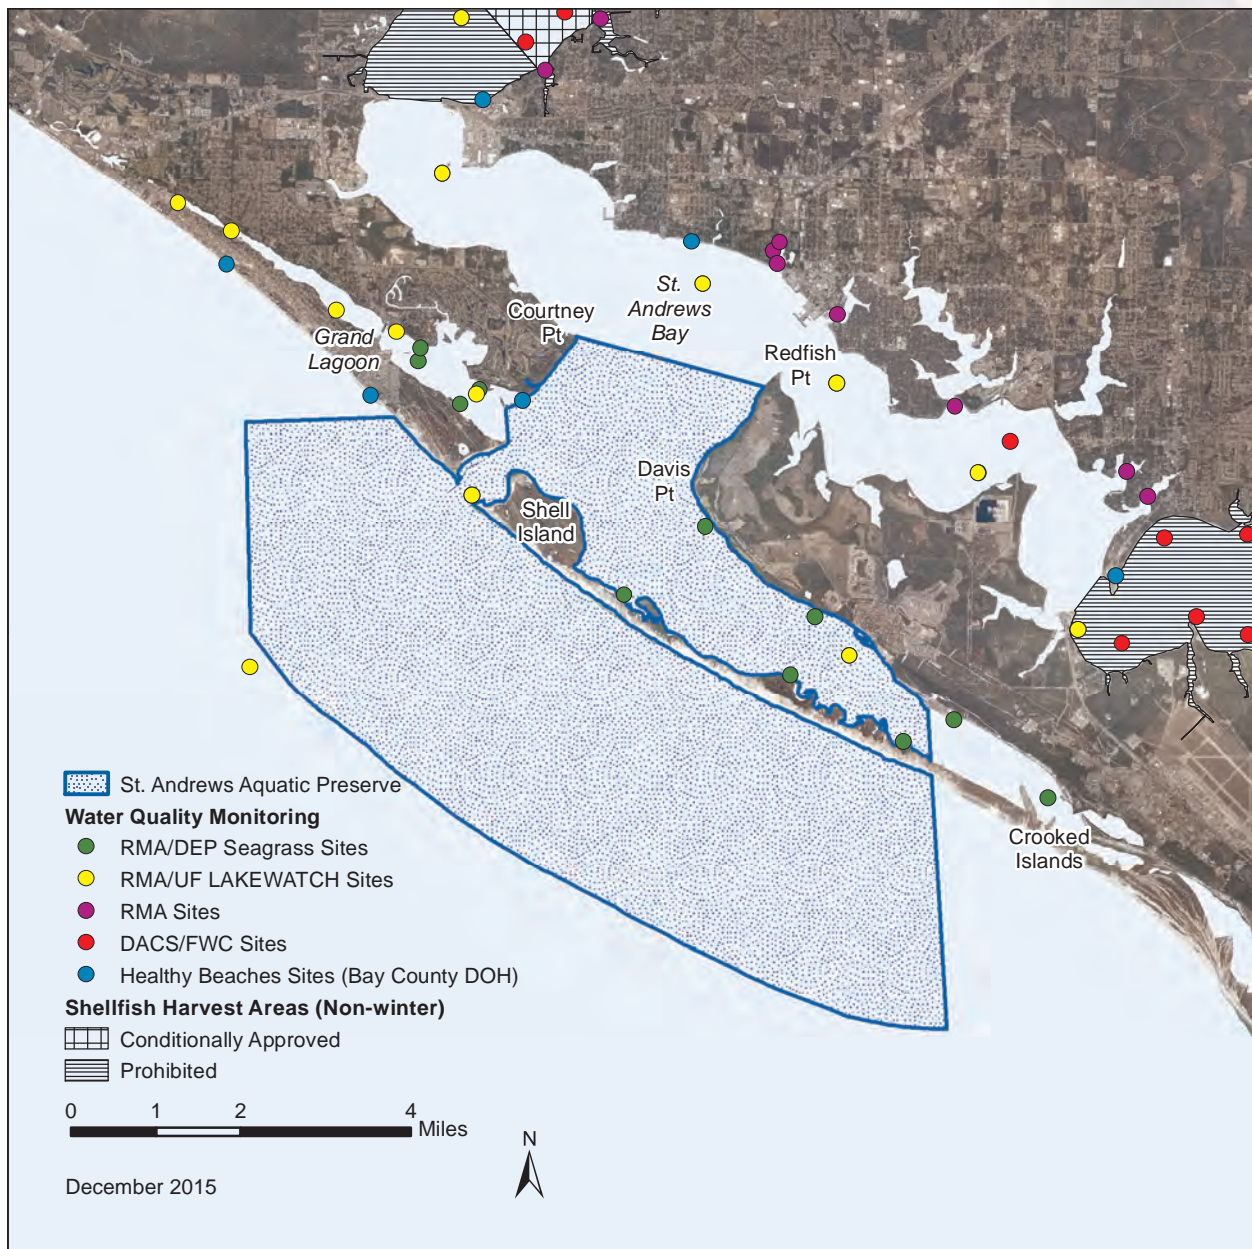 Courtney
Pt
St.
Andrews
Bay
Grand
Lagoon
Redfish
Pt
Davis
Pt
Shell
Island
Crooked
Islands
St. Andrews Aquatic Preserve
Water Quality Monitoring
RMA/DEP Seagrass Sites
RMA/UF LAKEWATCH Sites
RMA Sites
DACS/FWC Sites
Healthy Beaches Sites (Bay County DOH)
Shellfish Harvest Areas (Non-winter)
Conditionally Approved
Prohibited
0 1 2 4
Miles
N
December 2015